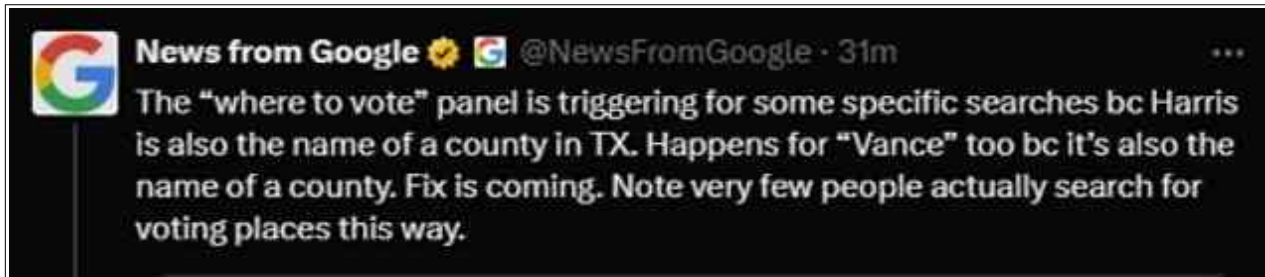 News from Google @NewsFromGoogle · 31m
The “where to vote” panel is triggering for some specific searches bc Harris
is also the name of a county in TX. Happens for “Vance” too bc it’s also the
name of a county. Fix is coming. Note very few people actually search for
voting places this way.